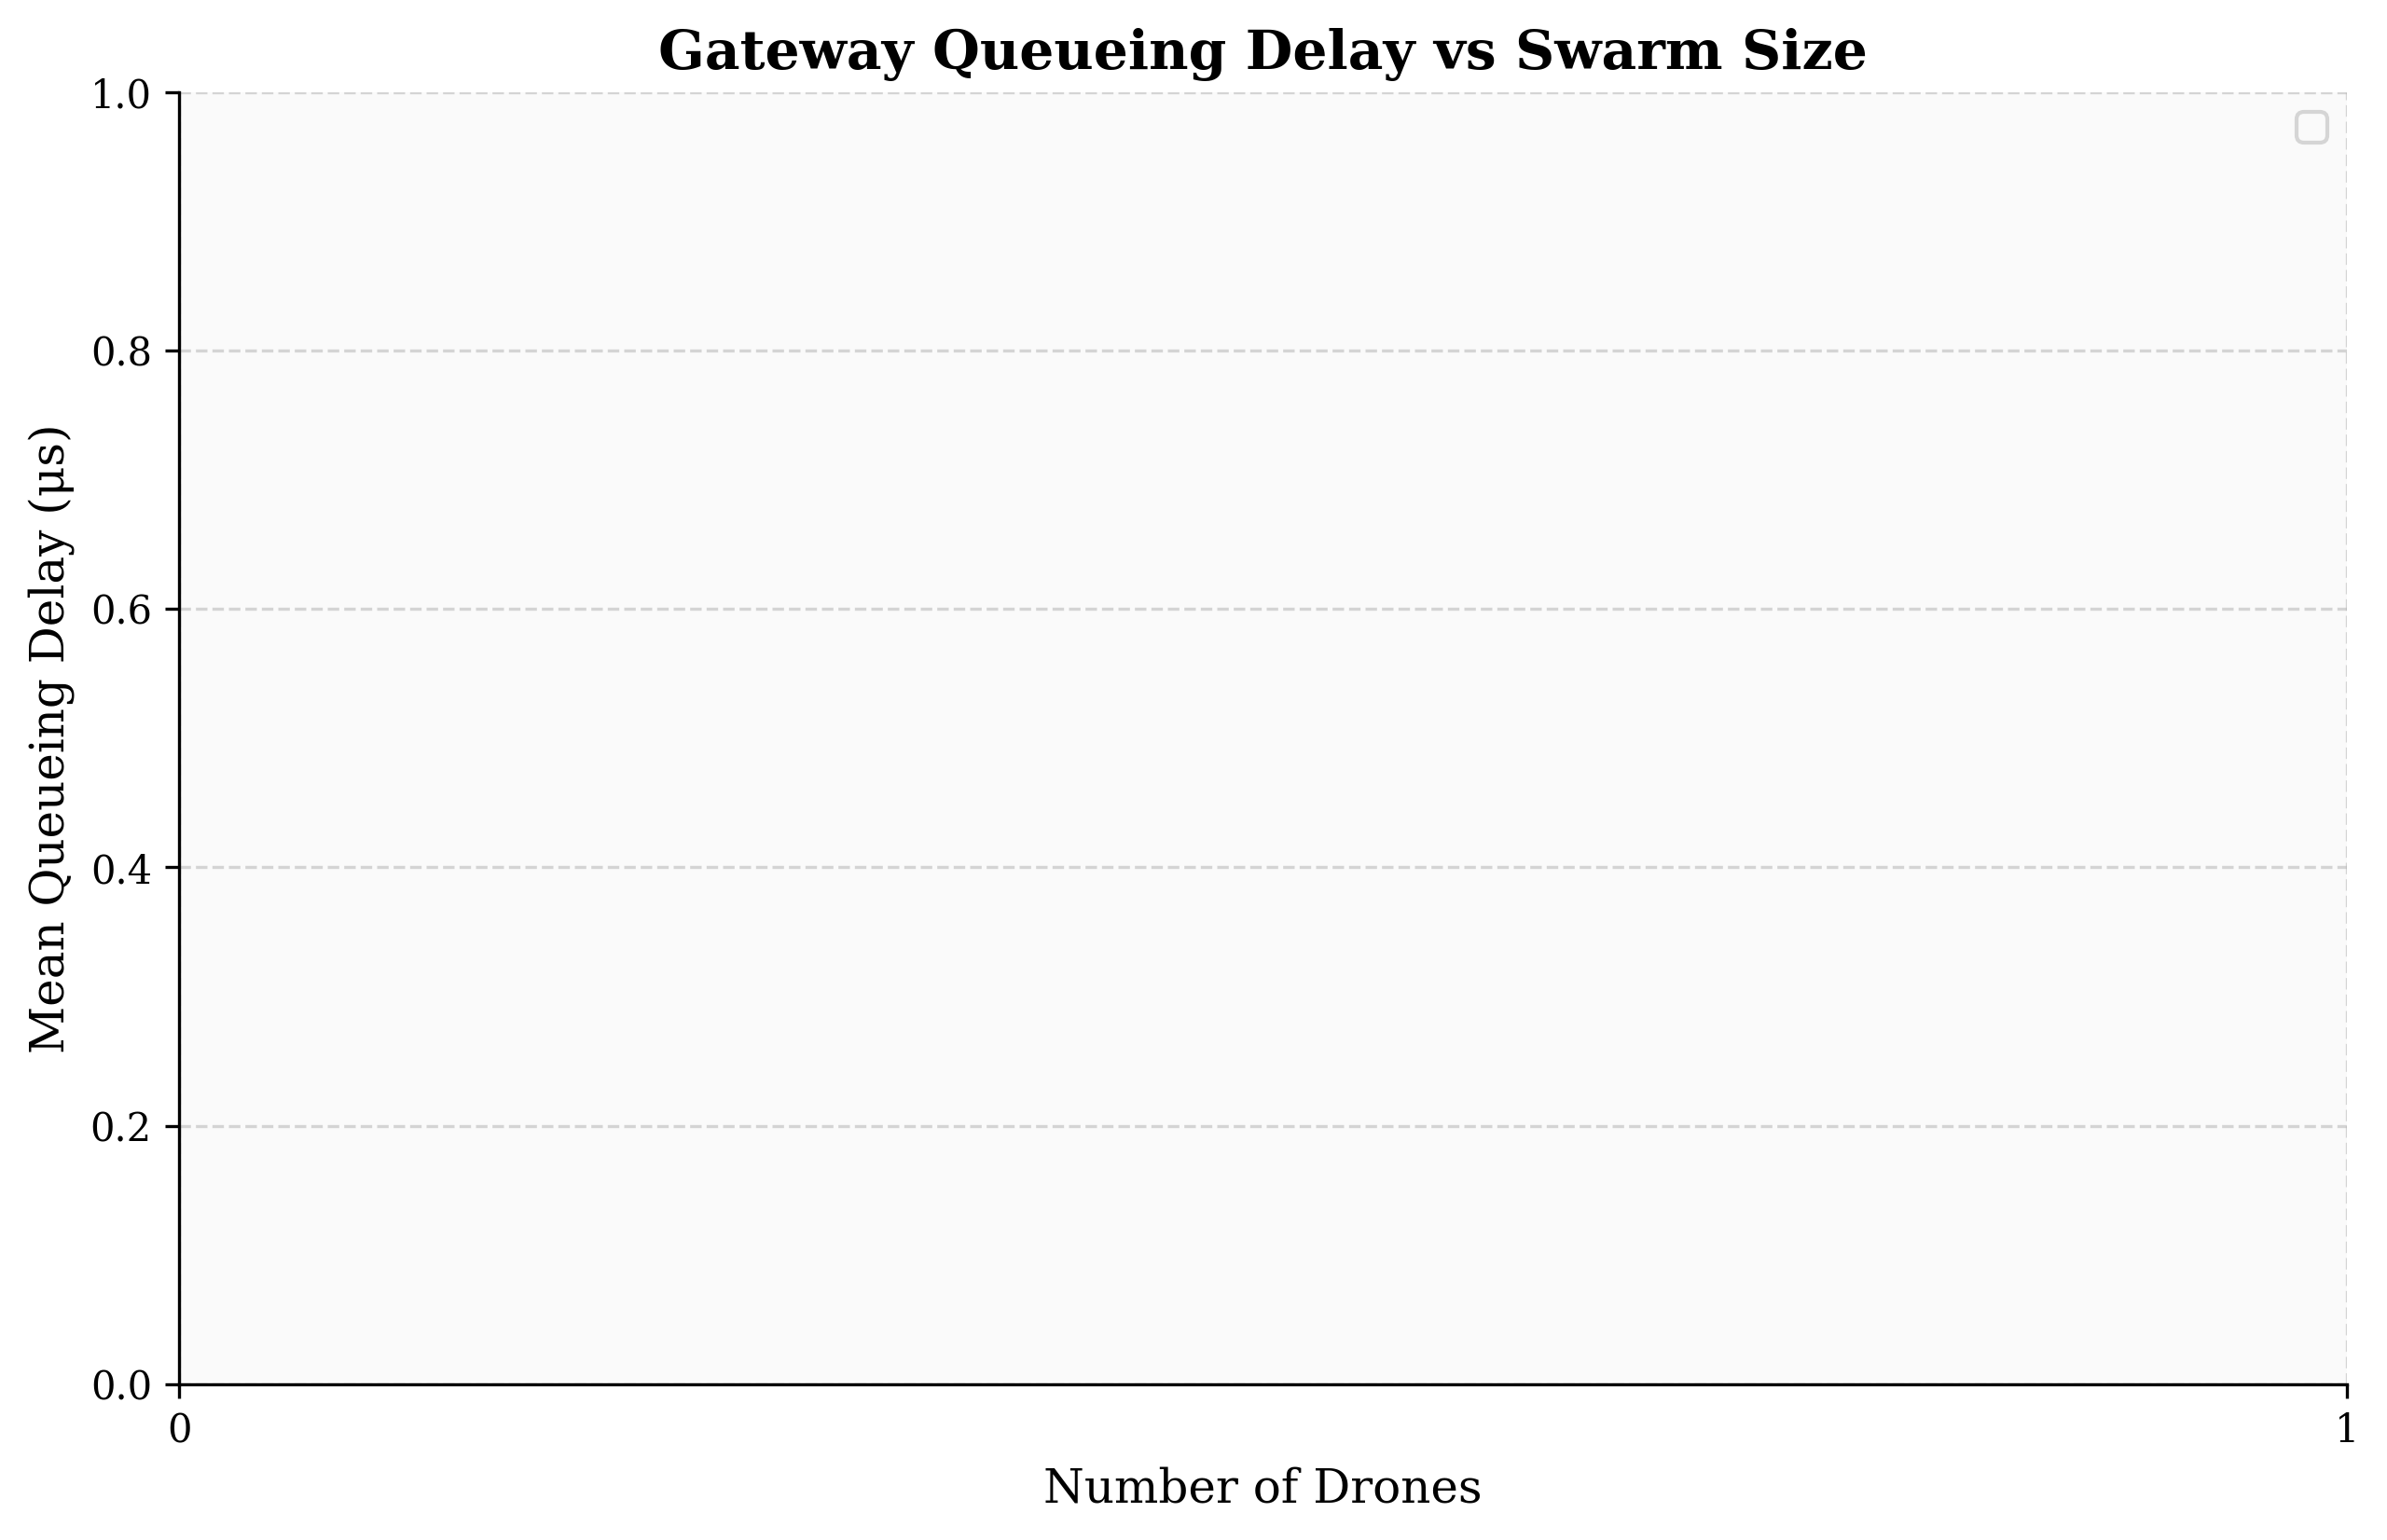 Gateway Queueing Delay vs Swarm Size
1.0
0.8
0.6
0.4
0.2
0.0
Mean Queueing Delay (μs)
0
1
Number of Drones